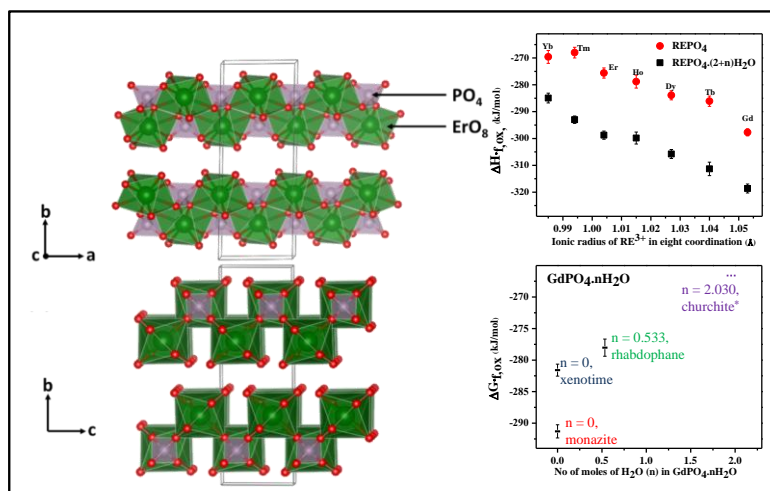 PO4
ErO8
b
c
a
b
c
ΔH°f,ox, (kJ/mol)
-270
-280
-290
-300
-310
-320
Yb
Tm
Er
Ho
Dy
Tb
Gd
REPO4
REPO4.(2+n)H2O
0.99 1.00 1.01 1.02 1.03 1.04 1.05
Ionic radius of RE3+ in eight coordination (Å)
ΔG°f,ox (kJ/mol)
-267
-275
-280
-285
-290
GdPO4.nH2O
n = 2.030,
churchite*
n = 0.533,
rhabdophane
n = 0,
xenotime
n = 0,
monazite
0.0 0.5 1.0 1.5 2.0
No of moles of H2O (n) in GdPO4.nH2O